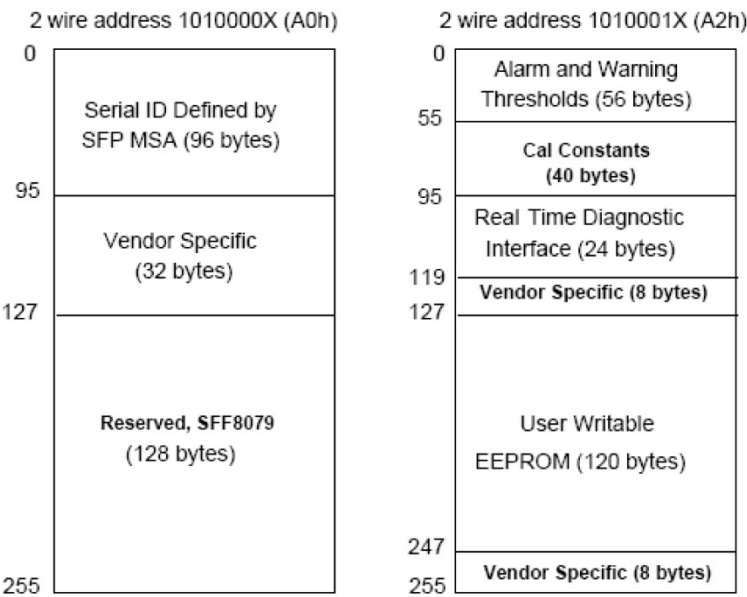 2 wire address 1010000X (A0h)
0
Serial ID Defined by
SFP MSA (96 bytes)
95
Vendor Specific
(32 bytes)
127
Reserved, SFF8079
(128 bytes)
255
2 wire address 1010001X (A2h)
0
Alarm and Warning
Thresholds (56 bytes)
55
Cal Constants
(40 bytes)
95
Real Time Diagnostic
Interface (24 bytes)
119
Vendor Specific (8 bytes)
127
User Writable
EEPROM (120 bytes)
247
Vendor Specific (8 bytes)
255